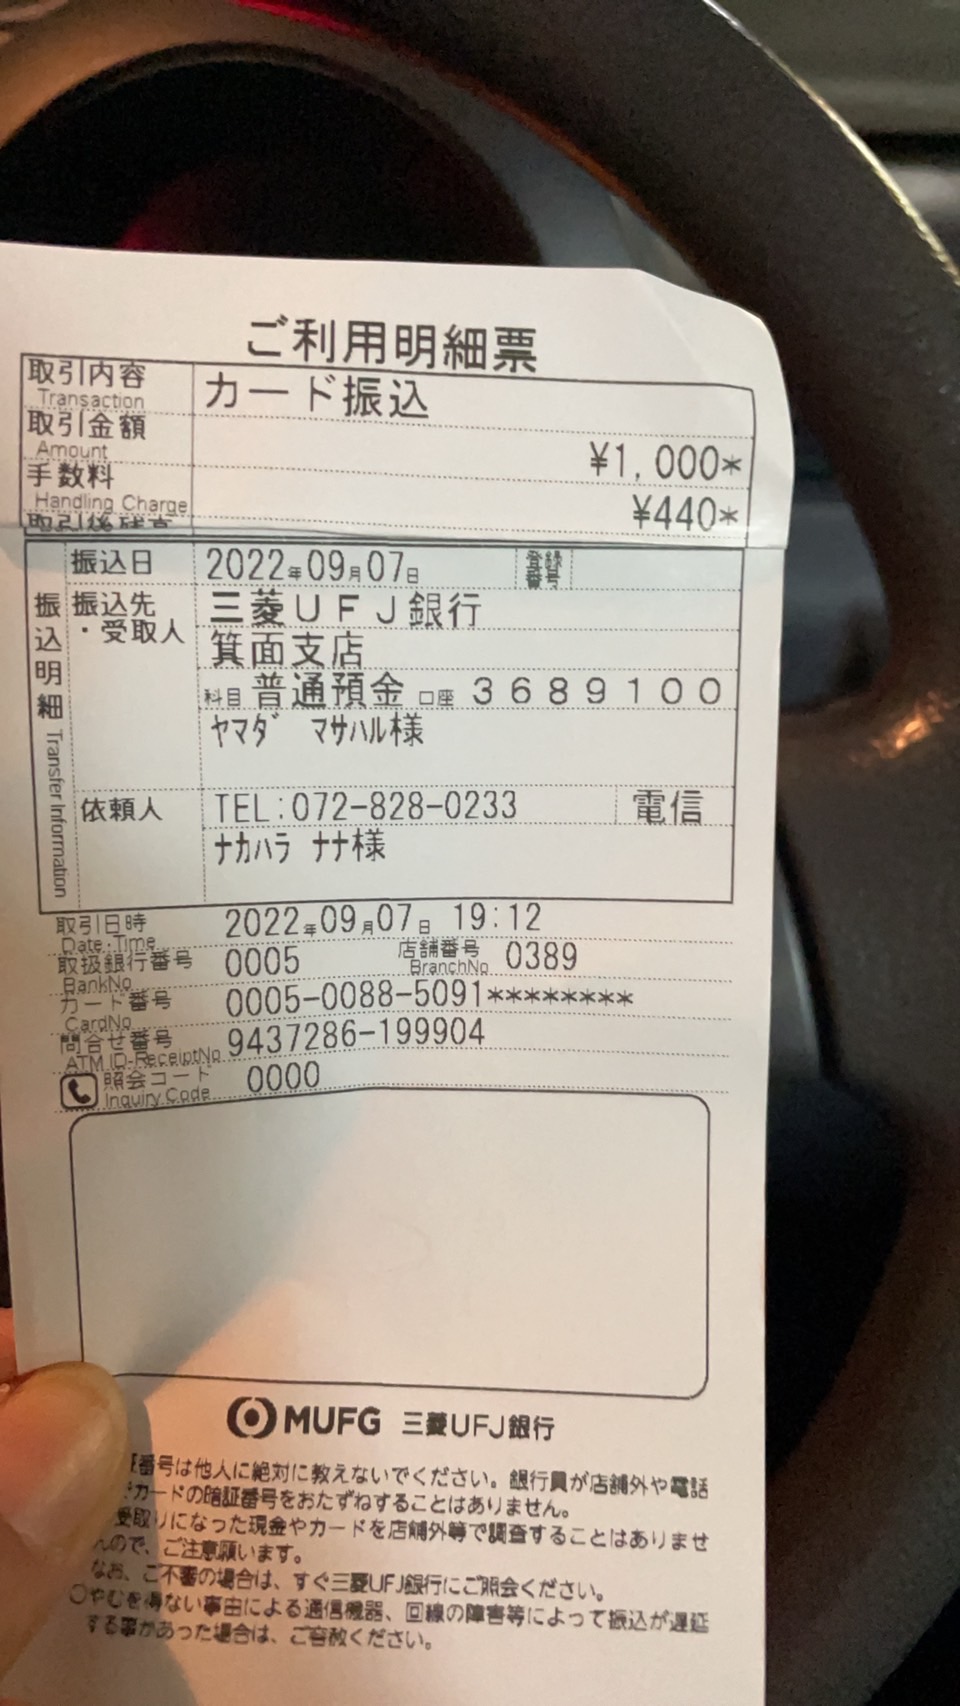 ご利用明細票
取引内容 カード振込
Transaction
取引金額
Amount ¥1,000*
手数料
Handling Charge ¥440*
取引後残高
振込明細 Transfer Information
振込日 2022年09月07日 登録番号
振込先 三菱UFJ銀行
・受取人
箕面支店
科目 普通預金 口座 3689100
ヤマダ マサハル様
依頼人 TEL:072-828-0233 電信
ナカハラ ナナ様
取引日時 2022年09月07日 19:12
Date・Time
取扱銀行番号 0005 店舗番号 0389
BankNo BranchNo
カード番号 0005-0088-5091********
CardNo
問合せ番号 9437286-199904
ATM ID-ReceiptNo
照会コード 0000
Inquiry Code
MUFG 三菱UFJ銀行
番号は他人に絶対に教えないでください。銀行員が店舗外や電話
カードの暗証番号をおたずねすることはありません。
受取りになった現金やカードを店舗外等で調査することはありませ
んので、ご注意願います。
なお、ご不審の場合は、すぐ三菱UFJ銀行にご照会ください。
○やむを得ない事由による通信機器、回線の障害等によって振込が遅延
する事があった場合は、ご容赦ください。